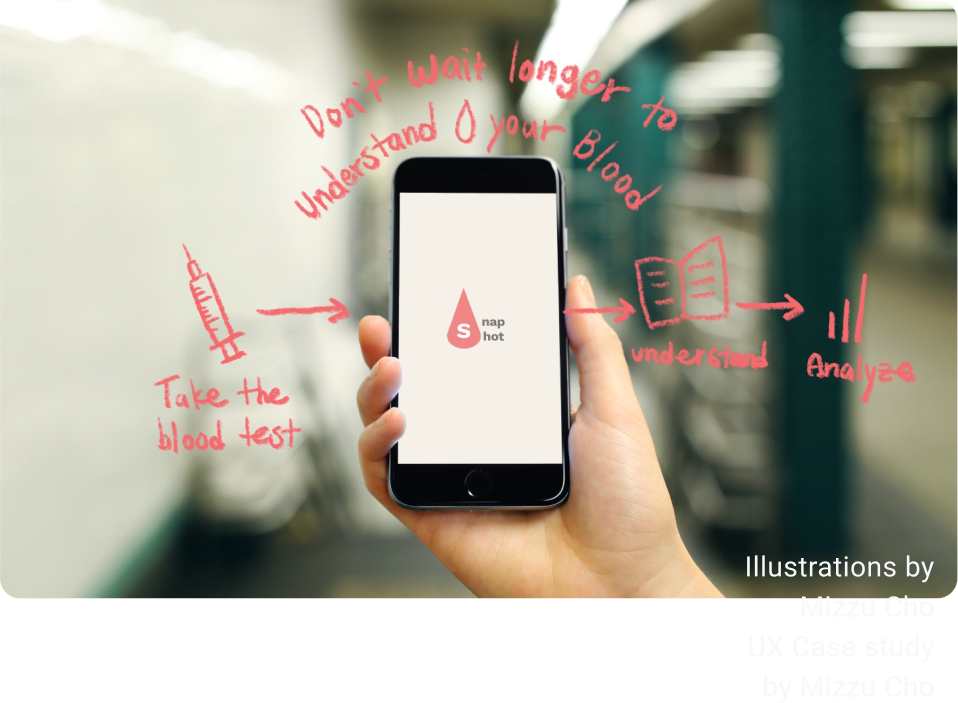 Don't wait longer to
understand your Blood
Take the
blood test
S nap
hot
understand
Analyze
Illustrations by
Mizzu Cho
UX Case study
by Mizzu Cho